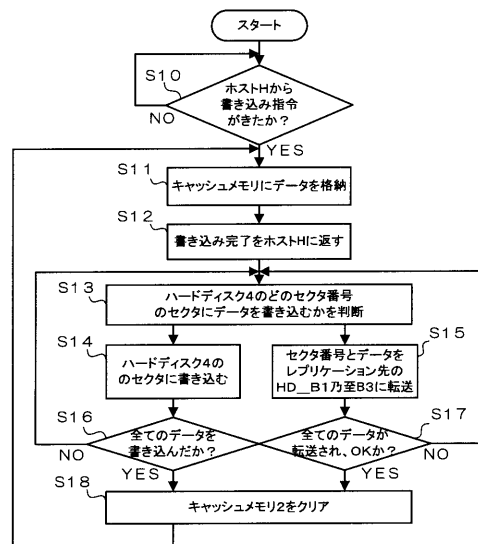 スタート
S10
ホストHから
書き込み指令
がきたか？
NO
YES
S11
キャッシュメモリにデータを格納
S12
書き込み完了をホストHに返す
S13
ハードディスク4のどのセクタ番号
のセクタにデータを書き込むかを判断
S14
ハードディスク4の
のセクタに書き込む
S15
セクタ番号とデータを
レプリケーション先の
HD__B1乃至B3に転送
S16
全てのデータを
書き込んだか？
NO
YES
S17
全てのデータが
転送され、OKか？
YES
NO
S18
キャッシュメモリ2をクリア